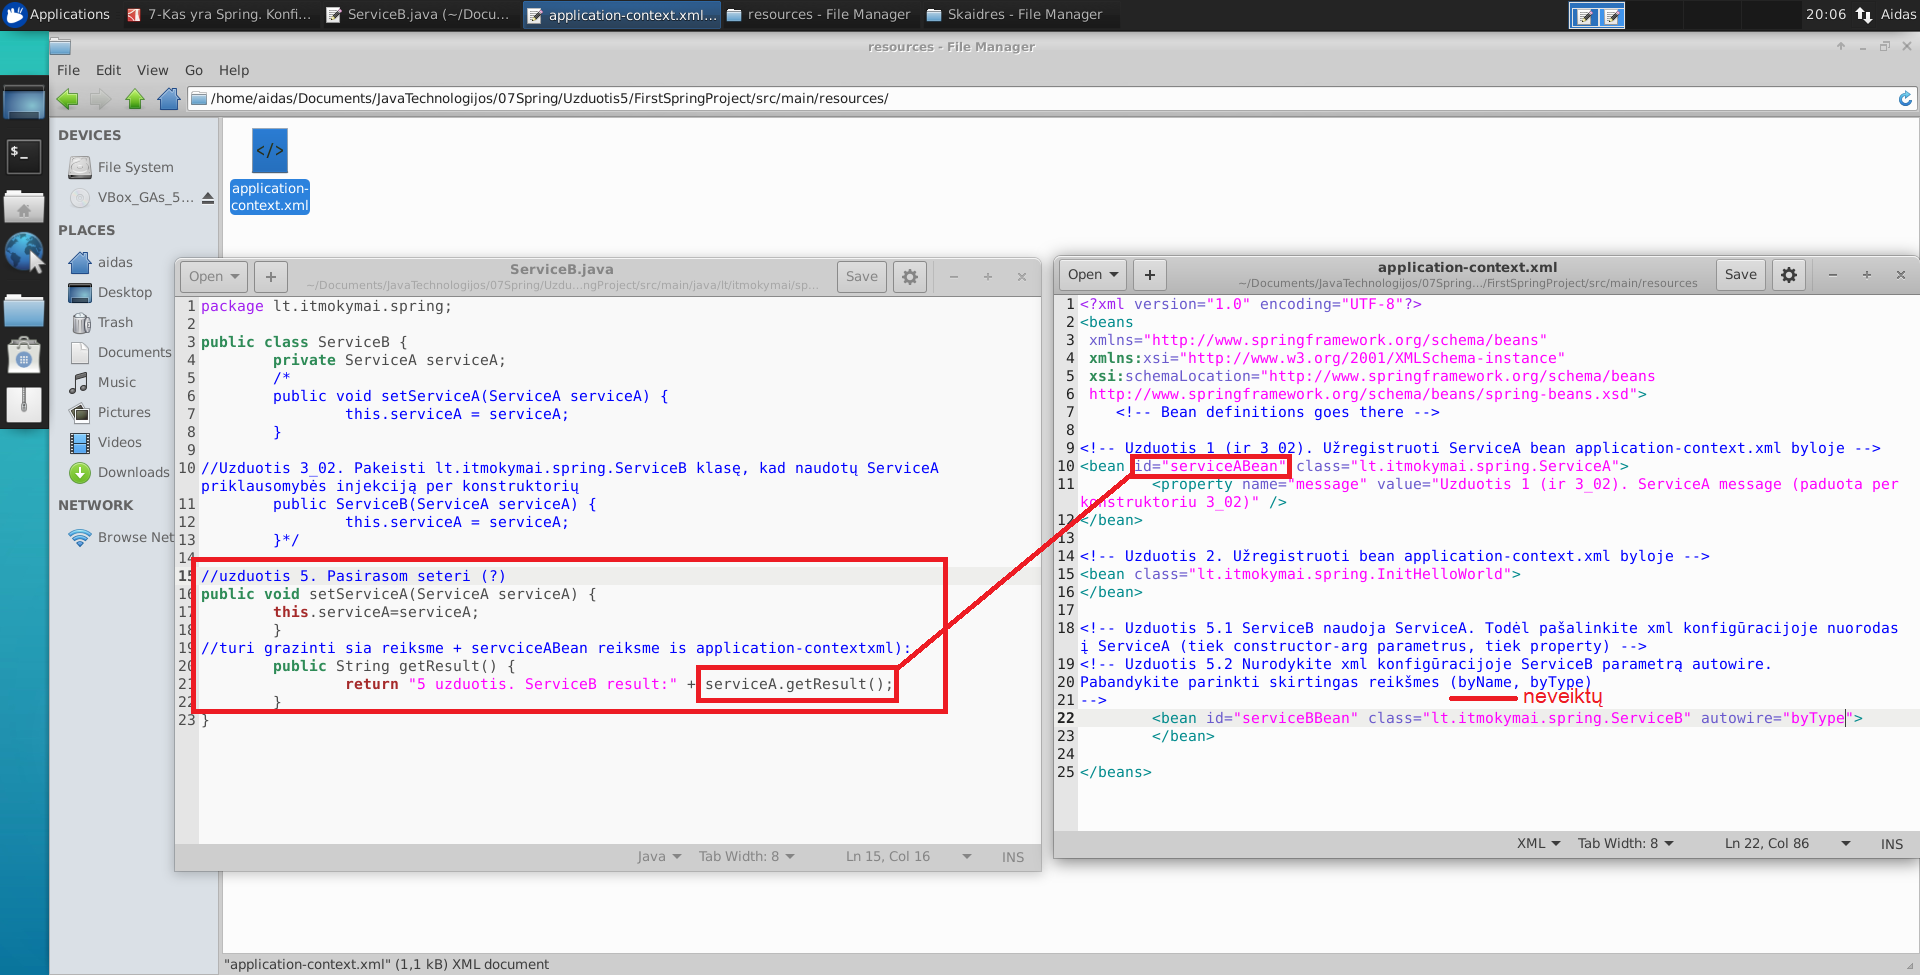 Applications
7-Kas yra Spring. Konfi...
ServiceB.java (~/Docu...
application-context.xml...
resources - File Manager
Skaidres - File Manager
20:06
Aidas
resources - File Manager
File Edit View Go Help
/home/aidas/Documents/JavaTechnologijos/07Spring/Uzduotis5/FirstSpringProject/src/main/resources/
DEVICES
File System
VBox_GAs_5...
PLACES
aidas
Desktop
Trash
Documents
Music
Pictures
Videos
Downloads
NETWORK
Browse Net
</>
application-
context.xml
$_
Open
+
ServiceB.java
~/Documents/JavaTechnologijos/07Spring/Uzdu...ngProject/src/main/java/lt/itmokymai/sp...
Save
1 package lt.itmokymai.spring;
2
3 public class ServiceB {
4 private ServiceA serviceA;
5 /*
6 public void setServiceA(ServiceA serviceA) {
7 this.serviceA = serviceA;
8 }
9
10 //Uzduotis 3_02. Pakeisti lt.itmokymai.spring.ServiceB klasę, kad naudotų ServiceA
priklausomybės injekciją per konstruktorių
11 public ServiceB(ServiceA serviceA) {
12 this.serviceA = serviceA;
13 }*/
14
15 //uzduotis 5. Pasirasom seteri (?)
16 public void setServiceA(ServiceA serviceA) {
17 this.serviceA=serviceA;
18 }
19 //turi grazinti sia reiksme + servciceABean reiksme is application-contextxml):
20 public String getResult() {
21 return "5 uzduotis. ServiceB result:" + serviceA.getResult();
22 }
23 }
Java Tab Width: 8 Ln 15, Col 16 INS
Open
+
application-context.xml
~/Documents/JavaTechnologijos/07Spring.../FirstSpringProject/src/main/resources
Save
1 <?xml version="1.0" encoding="UTF-8"?>
2 <beans
3 xmlns="http://www.springframework.org/schema/beans"
4 xmlns:xsi="http://www.w3.org/2001/XMLSchema-instance"
5 xsi:schemaLocation="http://www.springframework.org/schema/beans
6 http://www.springframework.org/schema/beans/spring-beans.xsd">
7 <!-- Bean definitions goes there -->
8
9 <!-- Uzduotis 1 (ir 3_02). Užregistruoti ServiceA bean application-context.xml byloje -->
10 <bean id="serviceABean" class="lt.itmokymai.spring.ServiceA">
11 <property name="message" value="Uzduotis 1 (ir 3_02). ServiceA message (paduota per
konstruktoriu 3_02)" />
12 </bean>
13
14 <!-- Uzduotis 2. Užregistruoti bean application-context.xml byloje -->
15 <bean class="lt.itmokymai.spring.InitHelloWorld">
16 </bean>
17
18 <!-- Uzduotis 5.1 ServiceB naudoja ServiceA. Todėl pašalinkite xml konfigūracijoje nuorodas
į ServiceA (tiek constructor-arg parametrus, tiek property) -->
19 <!-- Uzduotis 5.2 Nurodykite xml konfigūracijoje ServiceB parametrą autowire.
20 Pabandykite parinkti skirtingas reikšmes (byName, byType)
neveiktų
21 -->
22 <bean id="serviceBBean" class="lt.itmokymai.spring.ServiceB" autowire="byType">
23 </bean>
24
25 </beans>
XML Tab Width: 8 Ln 22, Col 86 INS
"application-context.xml" (1,1 kB) XML document